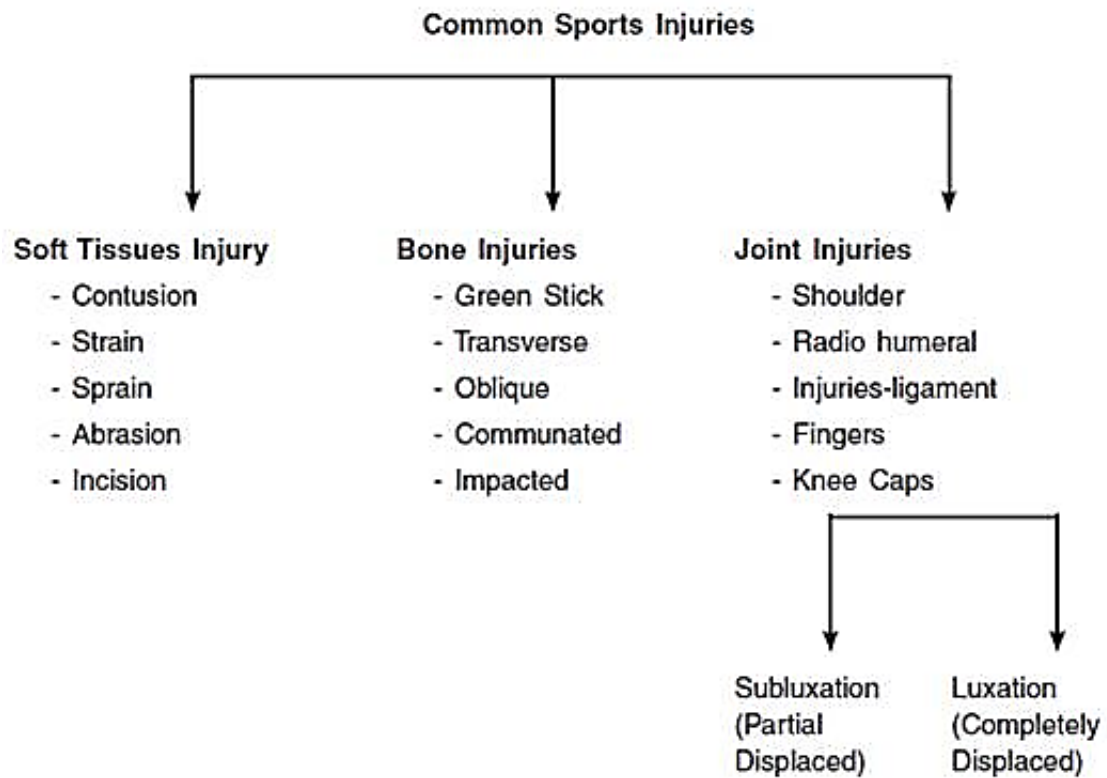 Common Sports Injuries
Soft Tissues Injury
- Contusion
- Strain
- Sprain
- Abrasion
- Incision
Bone Injuries
- Green Stick
- Transverse
- Oblique
- Communated
- Impacted
Joint Injuries
- Shoulder
- Radio humeral
- Injuries-ligament
- Fingers
- Knee Caps
Subluxation
(Partial
Displaced)
Luxation
(Completely
Displaced)